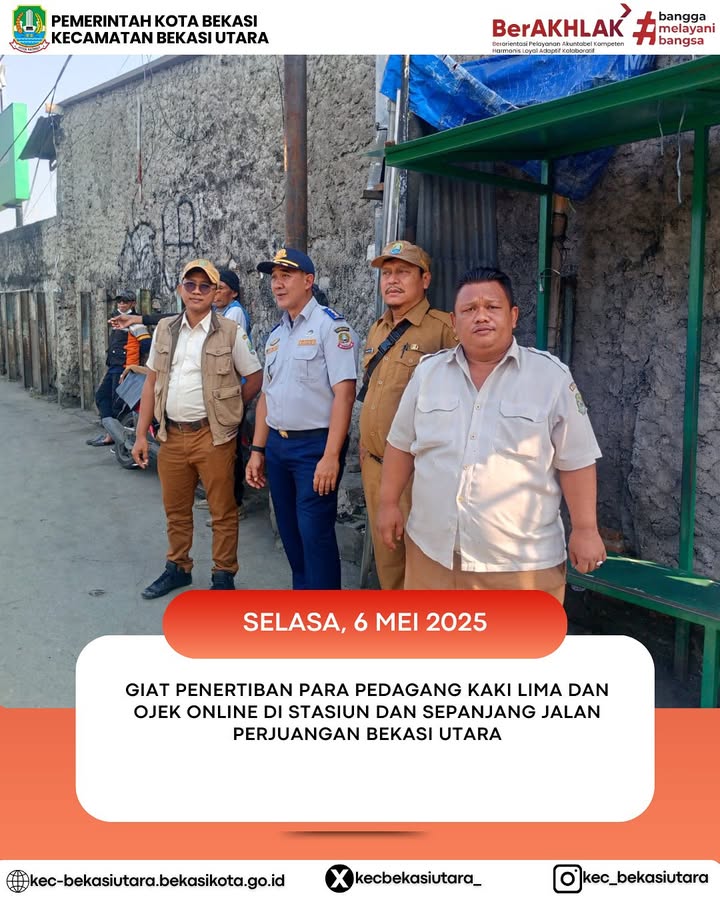 PEMERINTAH KOTA BEKASI
KECAMATAN BEKASI UTARA
BerAKHLAK
Berorientasi Pelayanan Akuntabel Kompeten
Harmonis Loyal Adaptif Kolaboratif
#bangga
melayani
bangsa
SELASA, 6 MEI 2025
GIAT PENERTIBAN PARA PEDAGANG KAKI LIMA DAN
OJEK ONLINE DI STASIUN DAN SEPANJANG JALAN
PERJUANGAN BEKASI UTARA
kec-bekasiutara.bekasikota.go.id
kecbekasiutara_
kec_bekasiutara